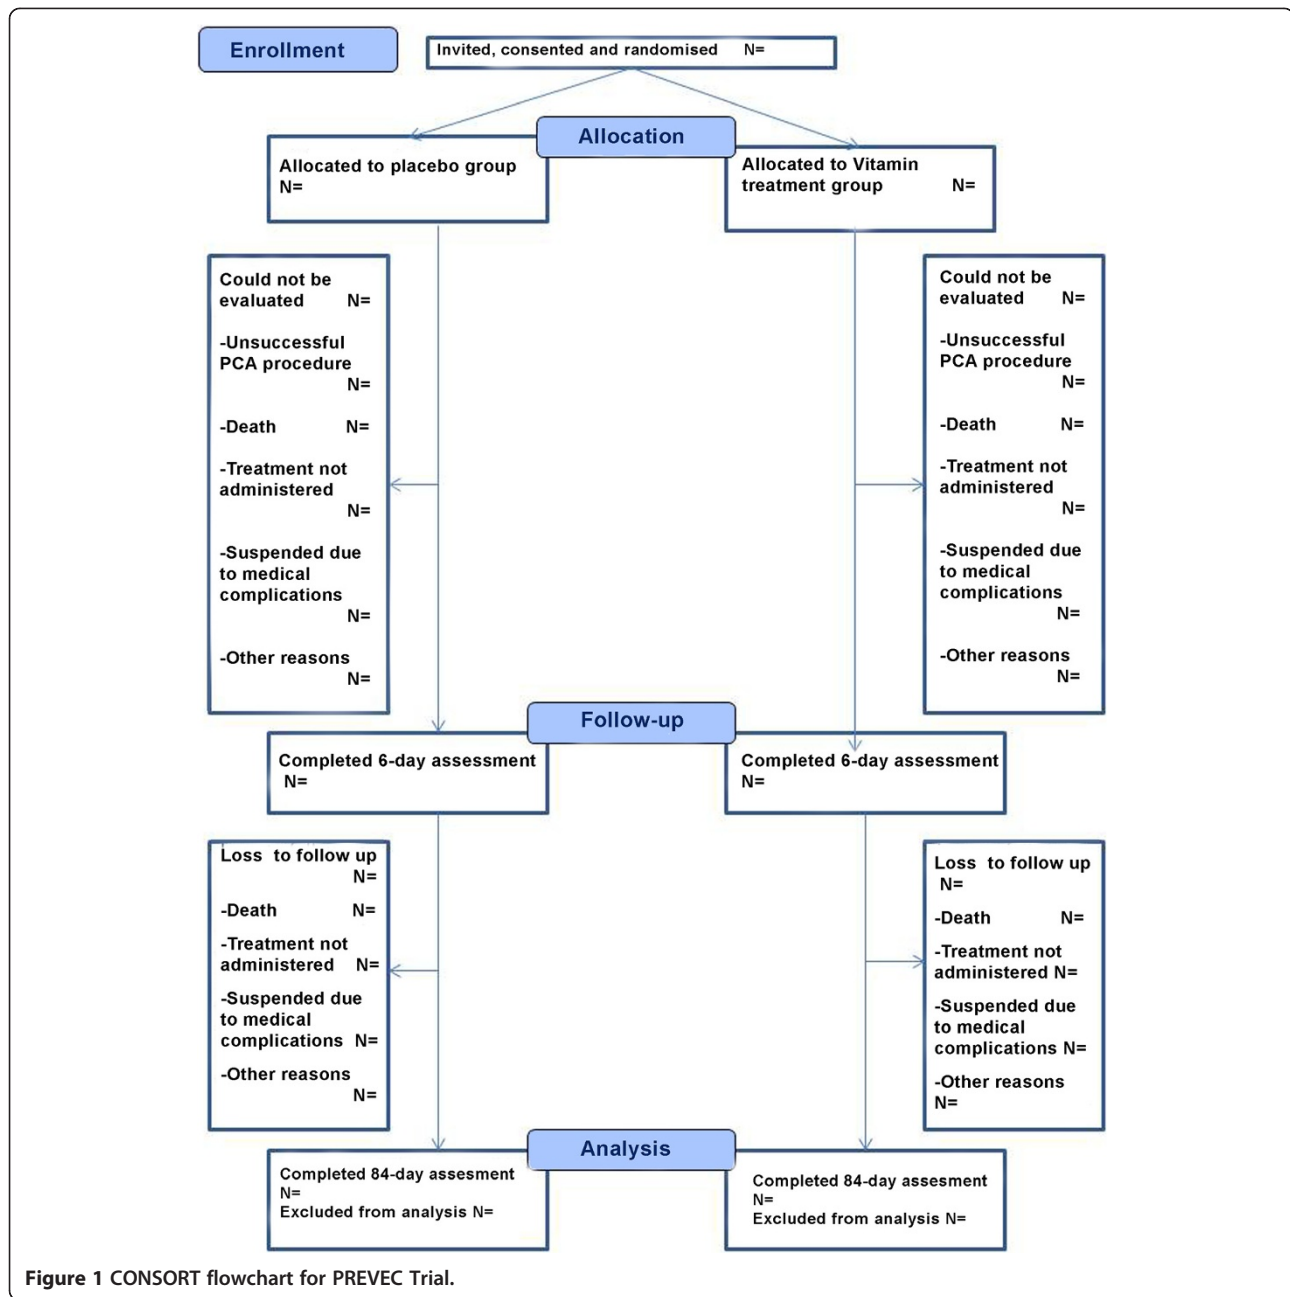 Enrollment
Invited, consented and randomised N=
Allocation
Allocated to placebo group
N=
Allocated to Vitamin
treatment group N=
Could not be
evaluated N=
-Unsuccessful
PCA procedure
N=
-Death N=
-Treatment not
administered
N=
-Suspended due
to medical
complications
N=
-Other reasons
N=
Could not be
evaluated N=
-Unsuccessful
PCA procedure
N=
-Death N=
-Treatment not
administered
N=
-Suspended due
to medical
complications
N=
-Other reasons
N=
Follow-up
Completed 6-day assessment
N=
Completed 6-day assessment
N=
Loss to follow up
N=
-Death N=
-Treatment not
administered N=
-Suspended due
to medical
complications N=
-Other reasons
N=
Loss to follow up
N=
-Death N=
-Treatment not
administered N=
-Suspended due
to medical
complications N=
-Other reasons
N=
Analysis
Completed 84-day assesment
N=
Excluded from analysis N=
Completed 84-day assesment
N=
Excluded from analysis N=
Figure 1 CONSORT flowchart for PREVEC Trial.